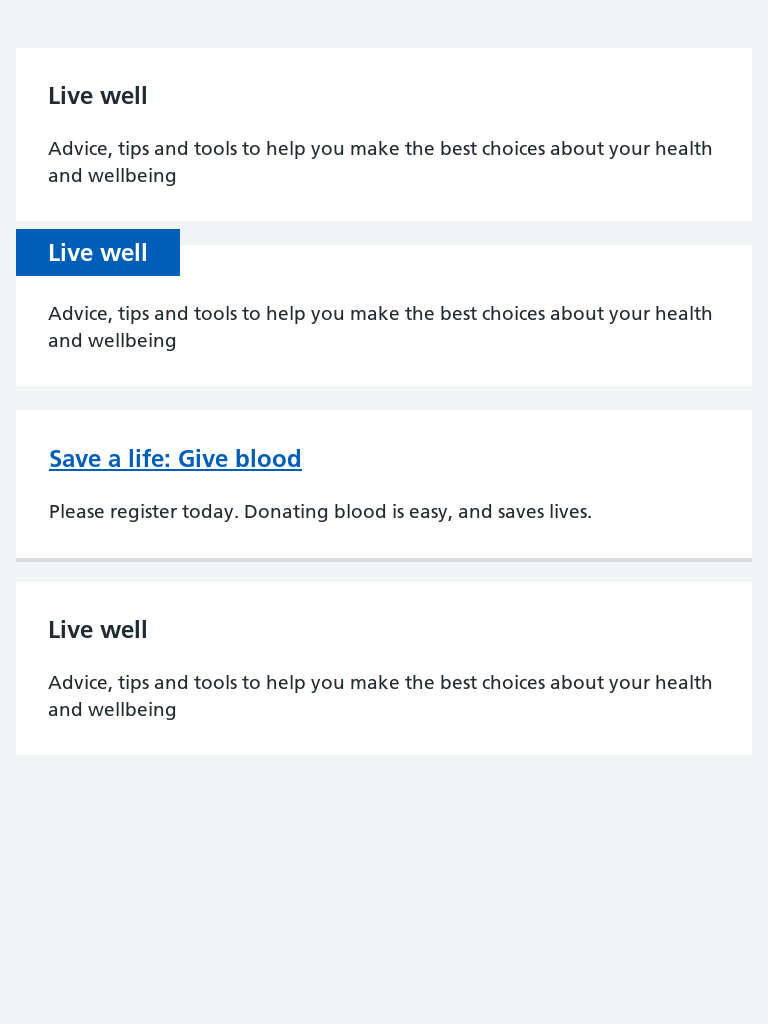 Live well
Advice, tips and tools to help you make the best choices about your health
and wellbeing
Live well
Advice, tips and tools to help you make the best choices about your health
and wellbeing
Save a life: Give blood
Please register today. Donating blood is easy, and saves lives.
Live well
Advice, tips and tools to help you make the best choices about your health
and wellbeing